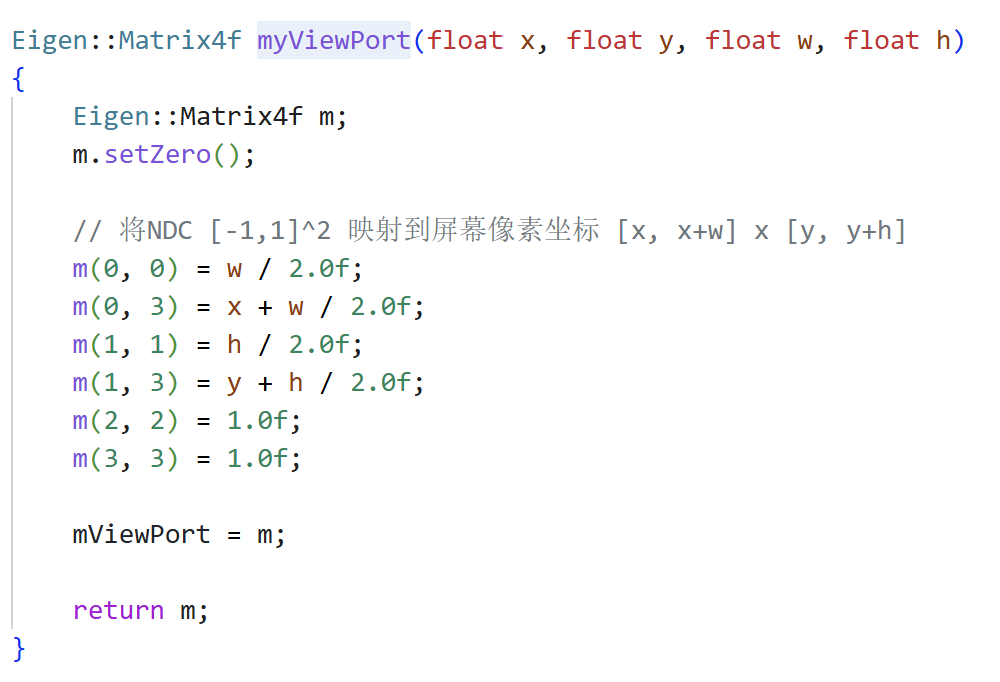 Eigen::Matrix4f myViewPort(float x, float y, float w, float h)
{
    Eigen::Matrix4f m;
    m.setZero();

    // 将NDC [-1,1]^2 映射到屏幕像素坐标 [x, x+w] x [y, y+h]
    m(0, 0) = w / 2.0f;
    m(0, 3) = x + w / 2.0f;
    m(1, 1) = h / 2.0f;
    m(1, 3) = y + h / 2.0f;
    m(2, 2) = 1.0f;
    m(3, 3) = 1.0f;

    mViewPort = m;

    return m;
}